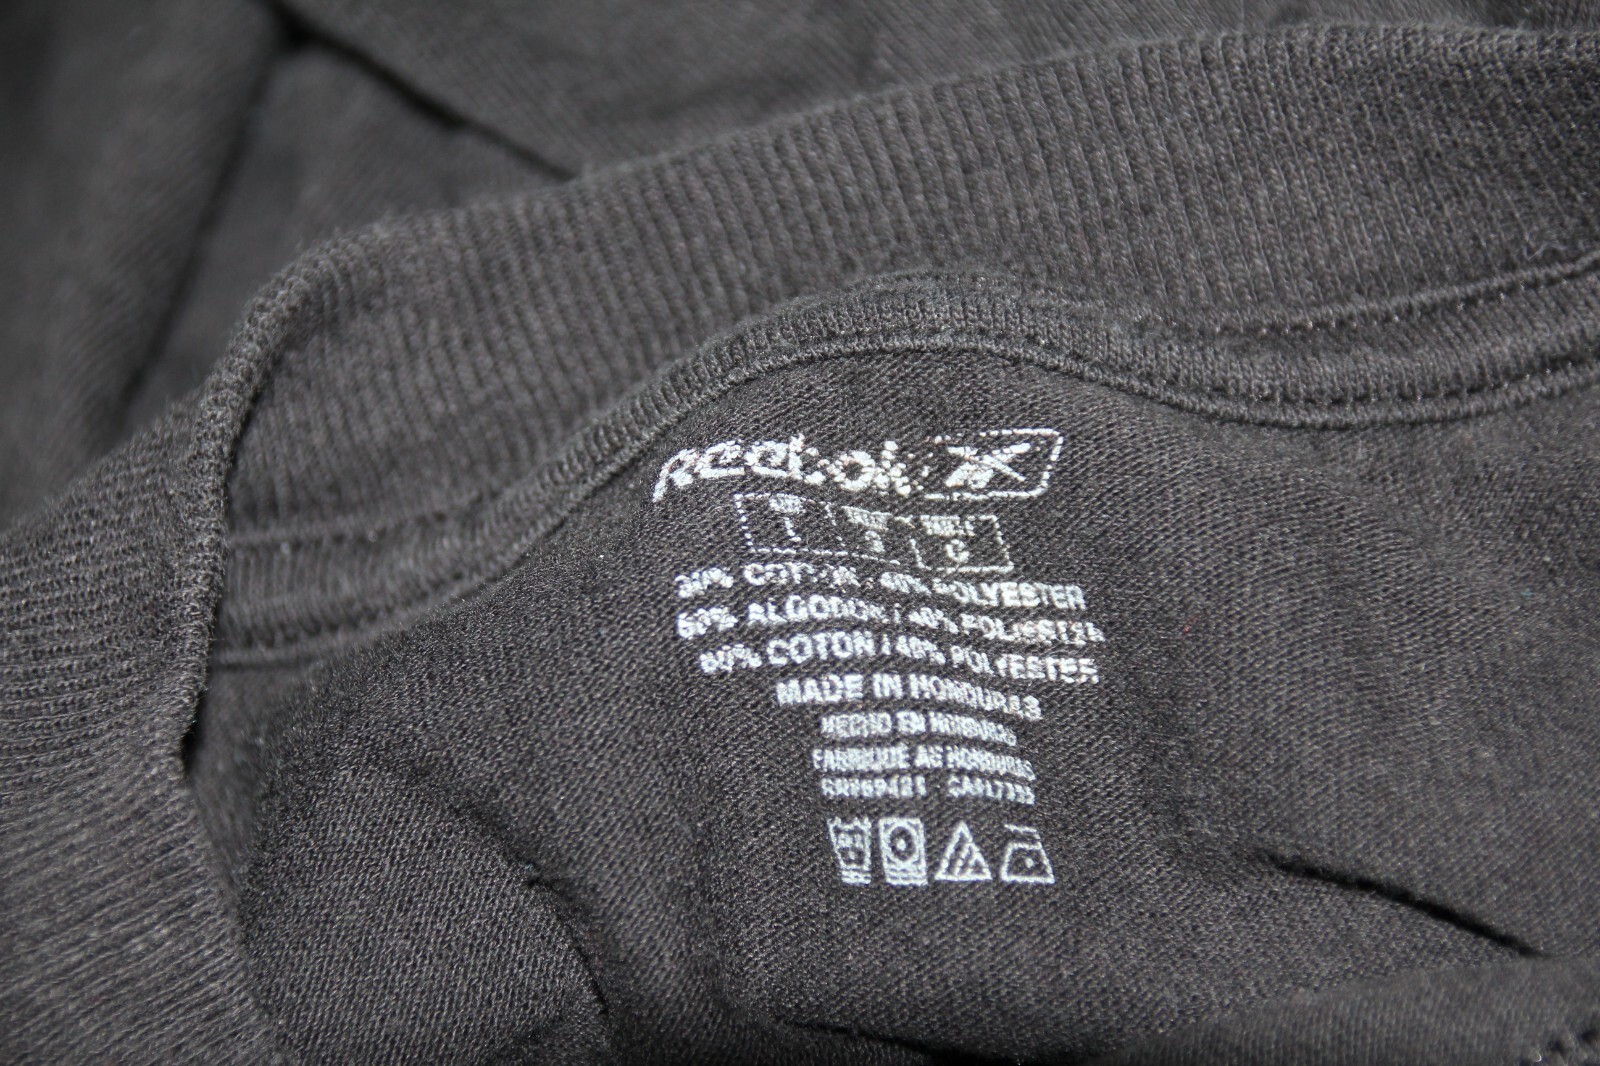 Reebok
60% COTTON / 40% POLYESTER
60% ALGODON / 40% POLIESTER
60% COTON / 40% POLYESTER
MADE IN HONDURAS
HECHO EN HONDURAS
FABRIQUÉ AU HONDURAS